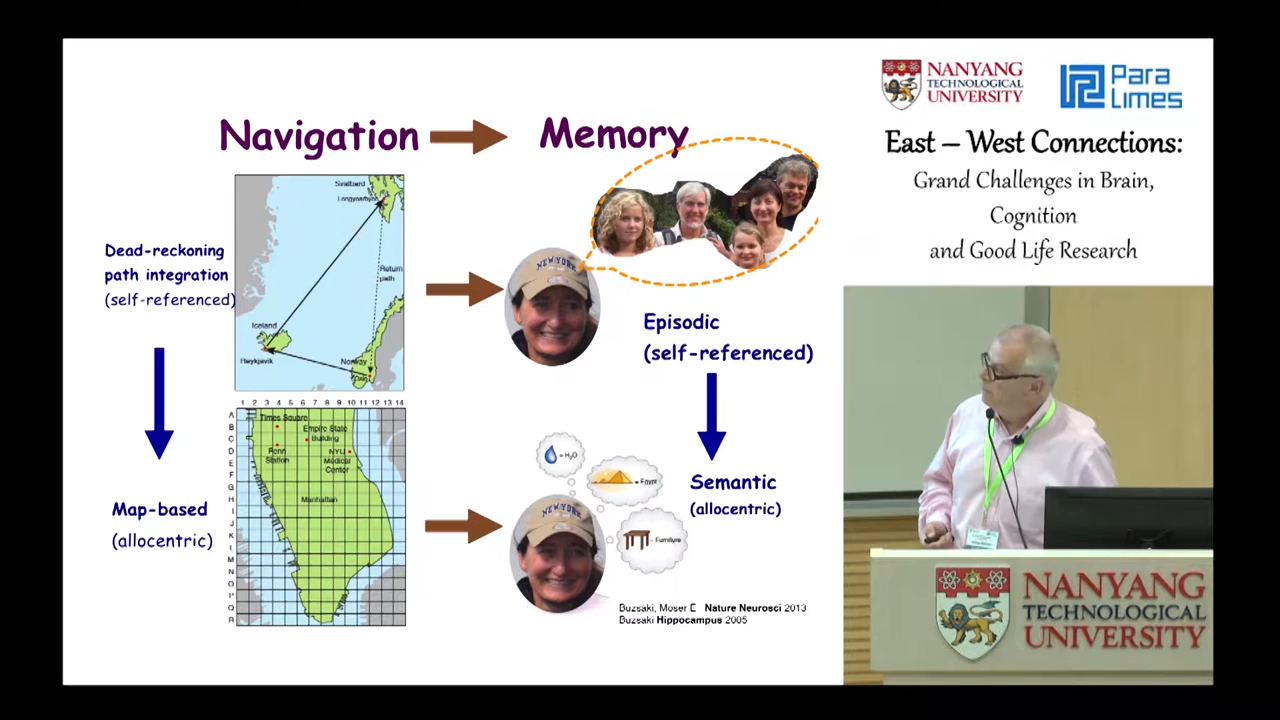 Navigation
Memory
Dead-reckoning
path integration
(self-referenced)
Svalbard
Longyearbyen
Return
path
Iceland
Reykjavik
Norway
Oslo
NEW YORK
Episodic
(self-referenced)
1 2 3 4 5 6 7 8 9 10 11 12 13 14
A
B
C
D
E
F
G
H
I
J
K
L
M
N
O
P
Q
R
Times Square
Empire State
Building
Penn
Station
NYU
Medical
Center
Manhattan
Map-based
(allocentric)
= H₂O
= Egypt
= Furniture
NEW YORK
Semantic
(allocentric)
Buzsaki, Moser E Nature Neurosci 2013
Buzsaki Hippocampus 2005
NANYANG
TECHNOLOGICAL
UNIVERSITY
Para
Limes
East – West Connections:
Grand Challenges in Brain,
Cognition
and Good Life Research
NANYANG
TECHNOLOGICAL
UNIVERSITY